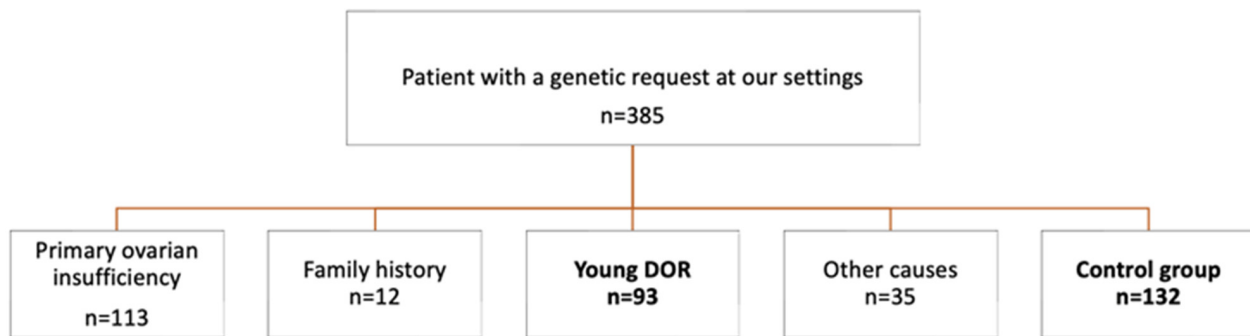 Patient with a genetic request at our settings
n=385
Primary ovarian
insufficiency
n=113
Family history
n=12
Young DOR
n=93
Other causes
n=35
Control group
n=132